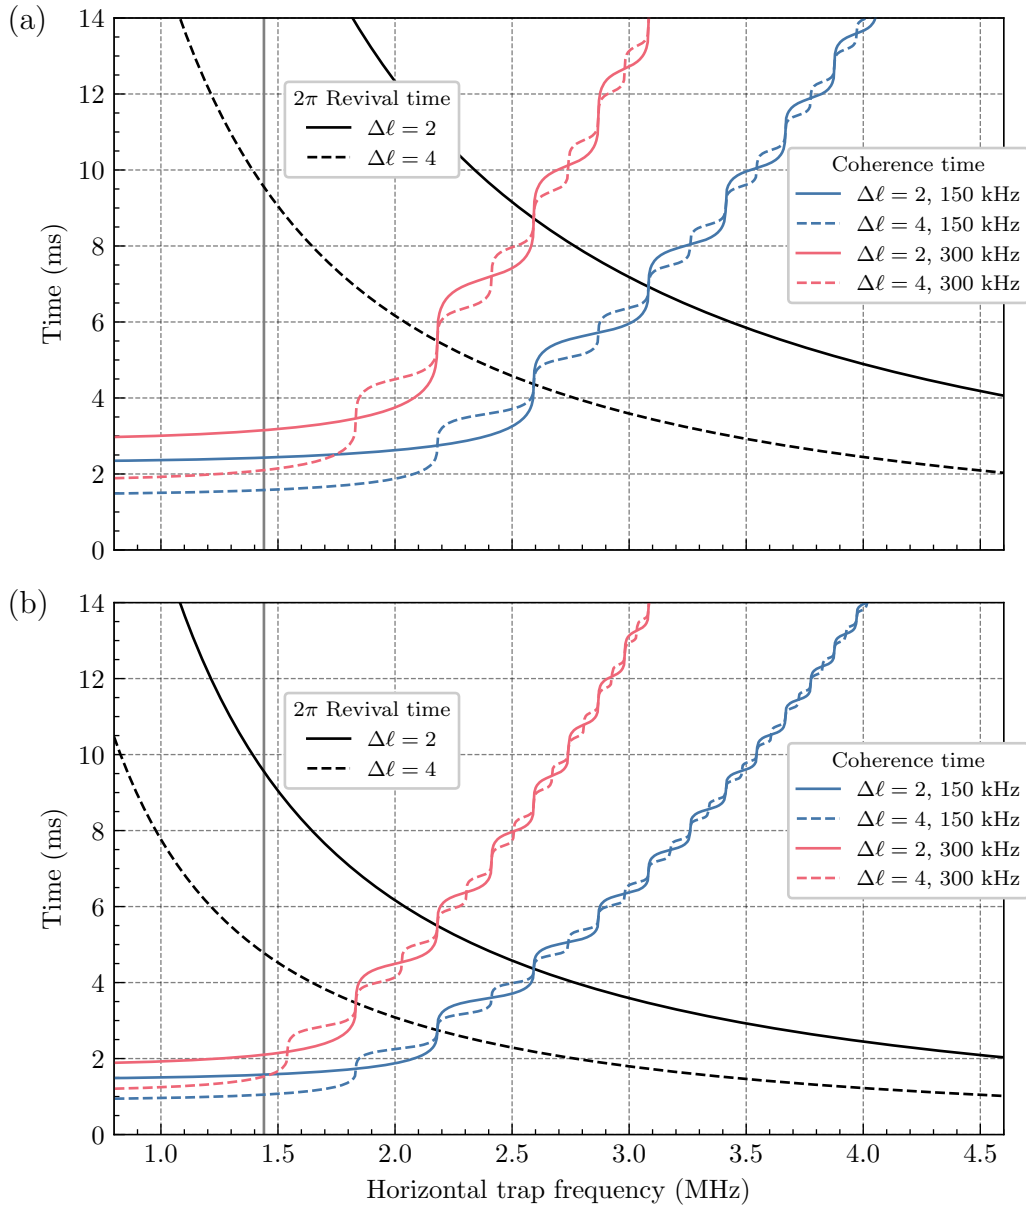 (a)
14
12
10
8
6
4
2
0
Time (ms)
2π Revival time
Δℓ = 2
Δℓ = 4
Coherence time
Δℓ = 2, 150 kHz
Δℓ = 4, 150 kHz
Δℓ = 2, 300 kHz
Δℓ = 4, 300 kHz
(b)
14
12
10
8
6
4
2
0
Time (ms)
2π Revival time
Δℓ = 2
Δℓ = 4
Coherence time
Δℓ = 2, 150 kHz
Δℓ = 4, 150 kHz
Δℓ = 2, 300 kHz
Δℓ = 4, 300 kHz
1.0 1.5 2.0 2.5 3.0 3.5 4.0 4.5
Horizontal trap frequency (MHz)